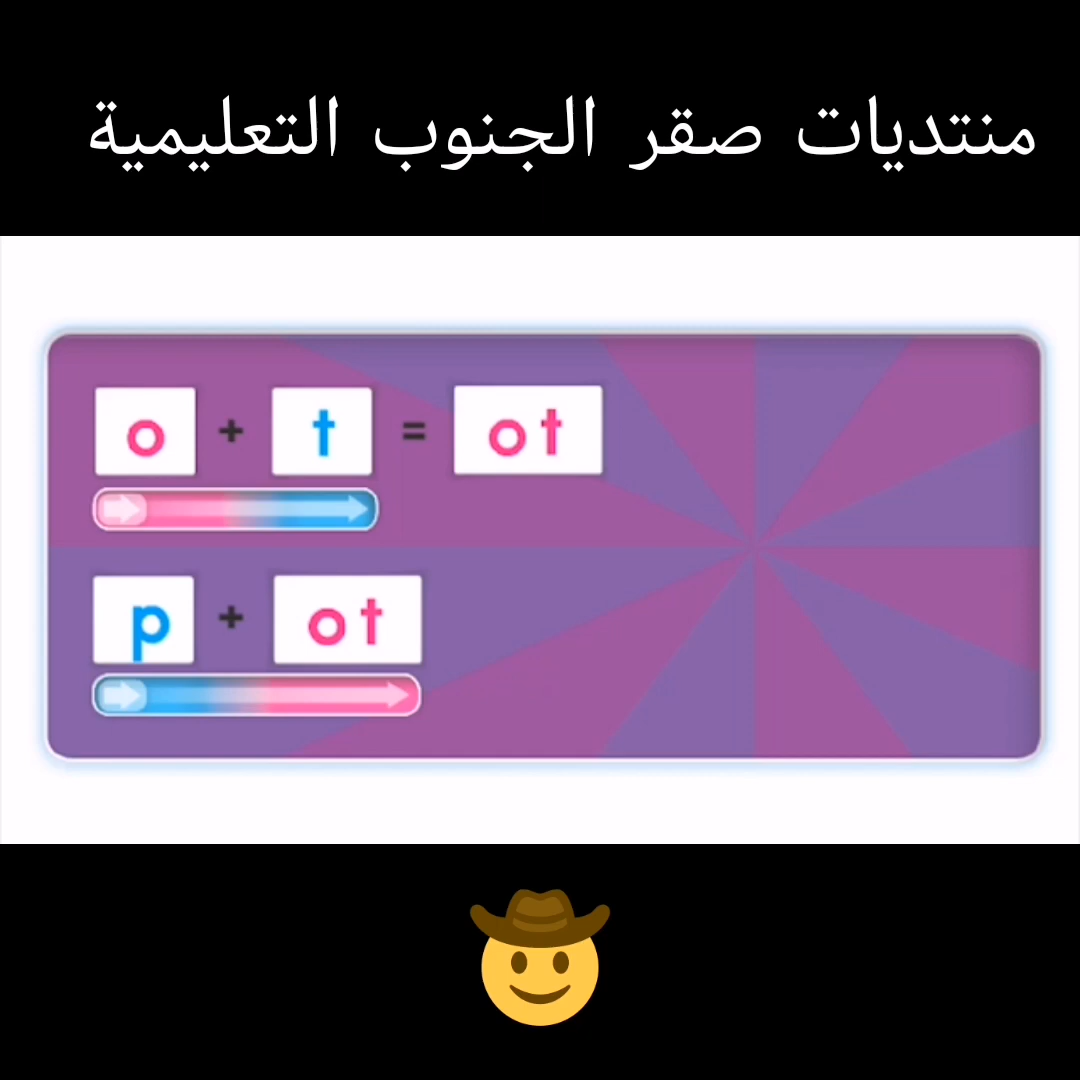 منتديات صقر الجنوب التعليمية
o + t = ot
p + ot